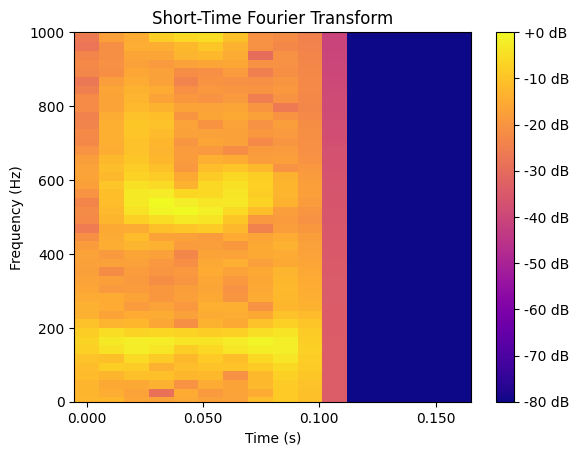 Short-Time Fourier Transform
Frequency (Hz)
1000
800
600
400
200
0
0.000
0.050
0.100
0.150
Time (s)
+0 dB
-10 dB
-20 dB
-30 dB
-40 dB
-50 dB
-60 dB
-70 dB
-80 dB